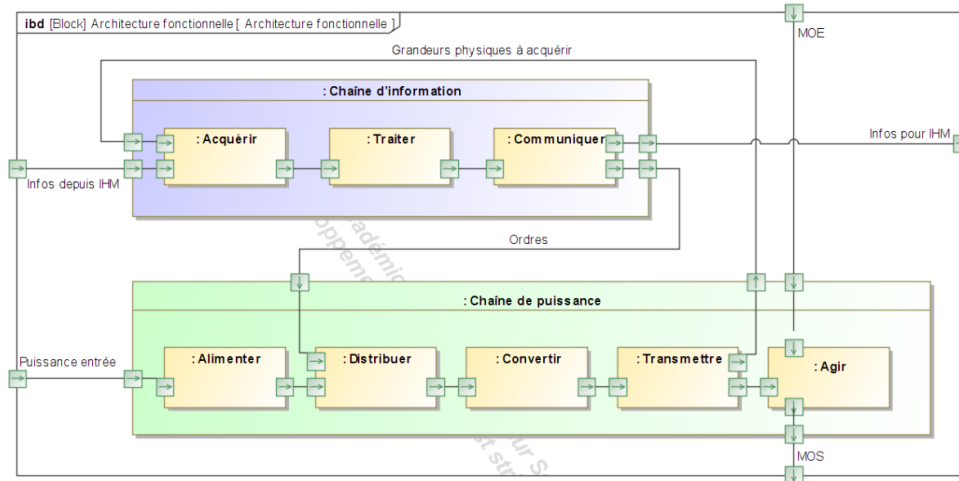 ibd [Block] Architecture fonctionnelle [ Architecture fonctionnelle ]
MOE
Grandeurs physiques à acquérir
: Chaîne d'information
: Acquérir
: Traiter
: Communiquer
Infos pour IHM
Infos depuis IHM
Ordres
: Chaîne de puissance
Puissance entrée
: Alimenter
: Distribuer
: Convertir
: Transmettre
: Agir
MOS